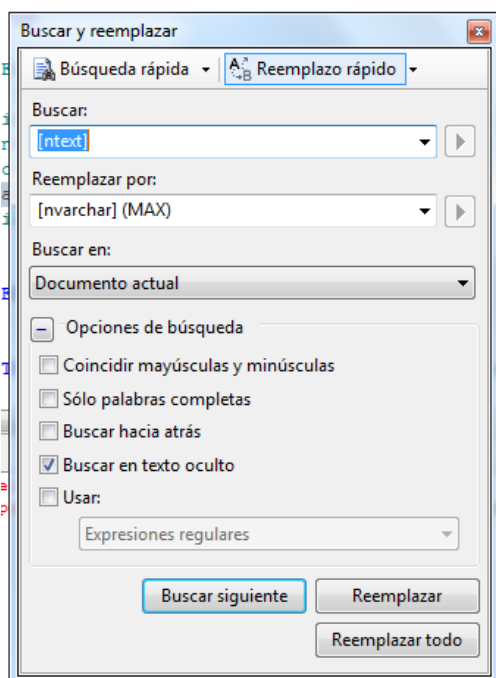 Buscar y reemplazar
Búsqueda rápida
Reemplazo rápido
Buscar:
[ntext]
Reemplazar por:
[nvarchar] (MAX)
Buscar en:
Documento actual
Opciones de búsqueda
Coincidir mayúsculas y minúsculas
Sólo palabras completas
Buscar hacia atrás
Buscar en texto oculto
Usar:
Expresiones regulares
Buscar siguiente
Reemplazar
Reemplazar todo